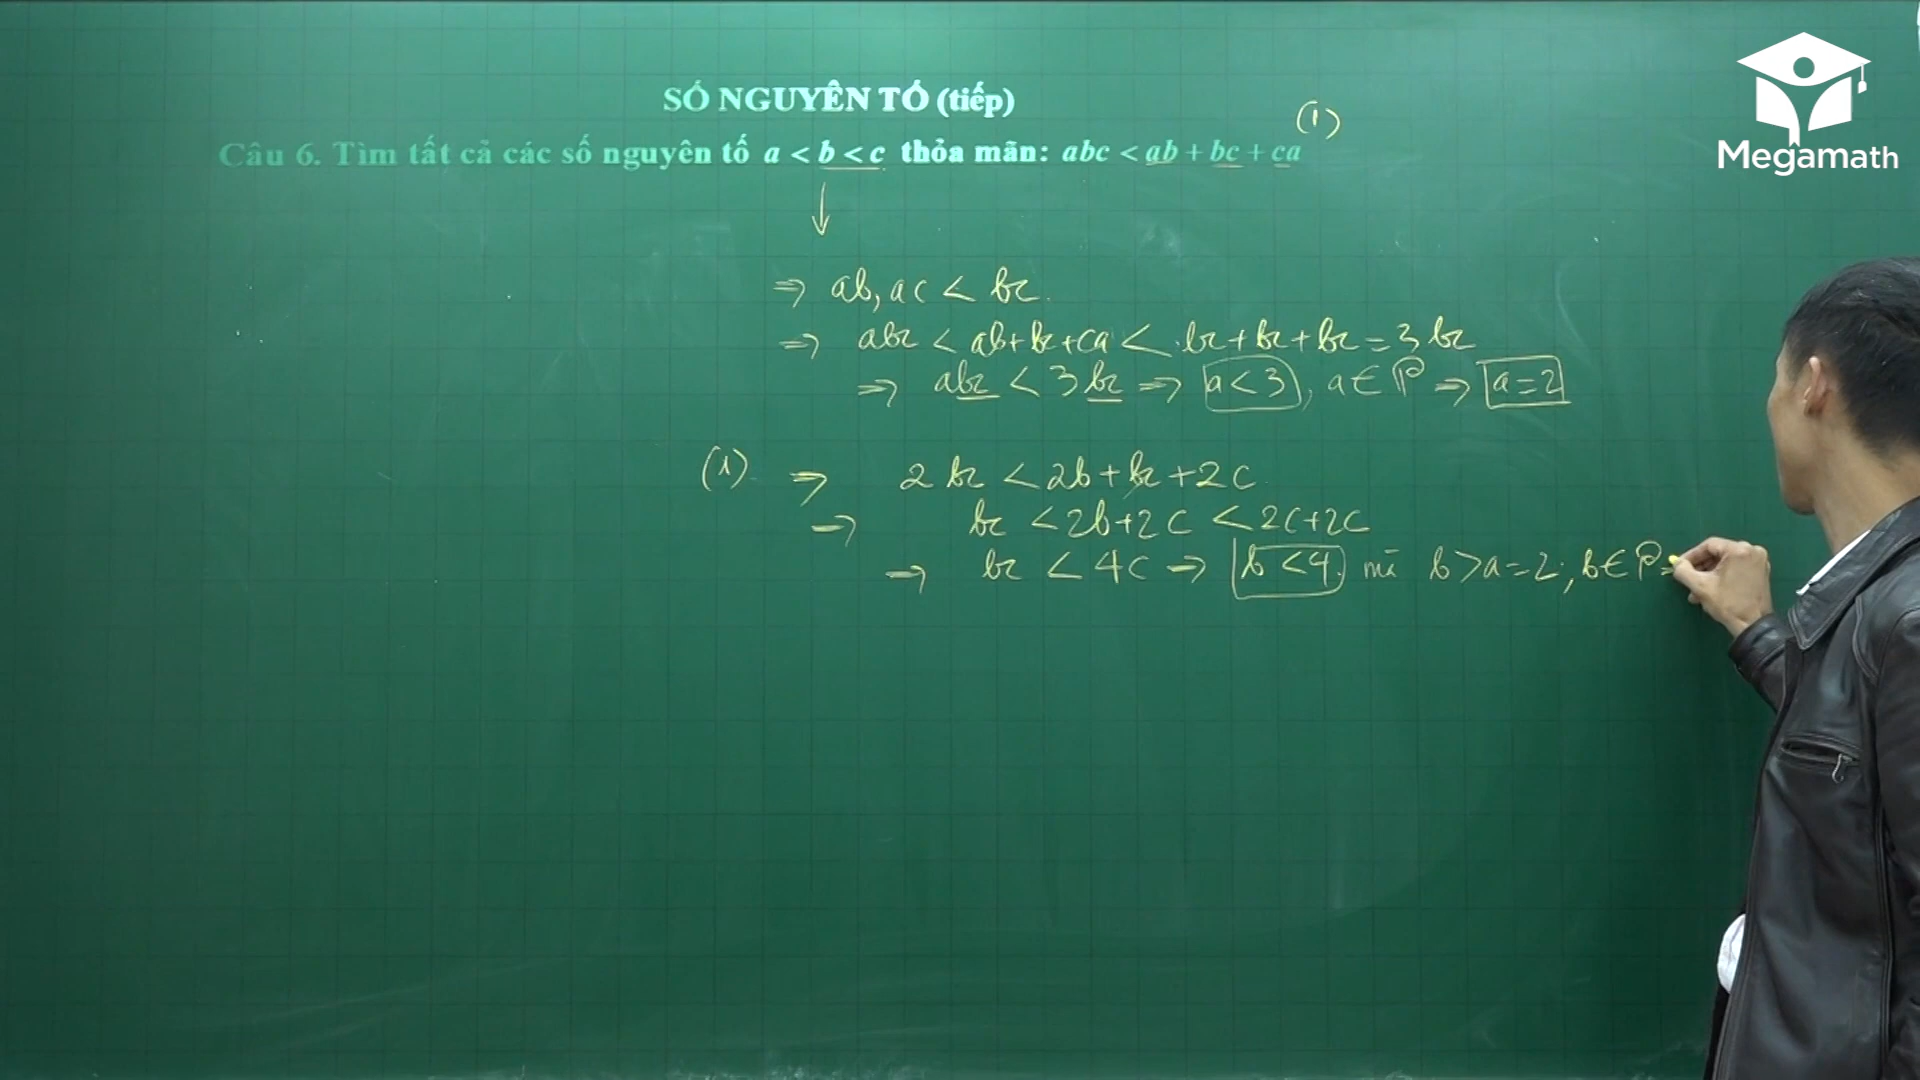 Megamath
SỐ NGUYÊN TỐ (tiếp)
(1)
Câu 6. Tìm tất cả các số nguyên tố a < b < c thỏa mãn: abc < ab + bc + ca
⇒ ab, ac < bc.
⇒ abc < ab+bc+ca < bc+bc+bc = 3bc
⇒ abc < 3bc ⇒ a<3, a∈P ⇒ a=2
(1) ⇒ 2bc < 2b+bc+2c
⇒ bc < 2b+2c < 2c+2c
⇒ bc < 4c ⇒ b<4. mà b>a=2; b∈P =